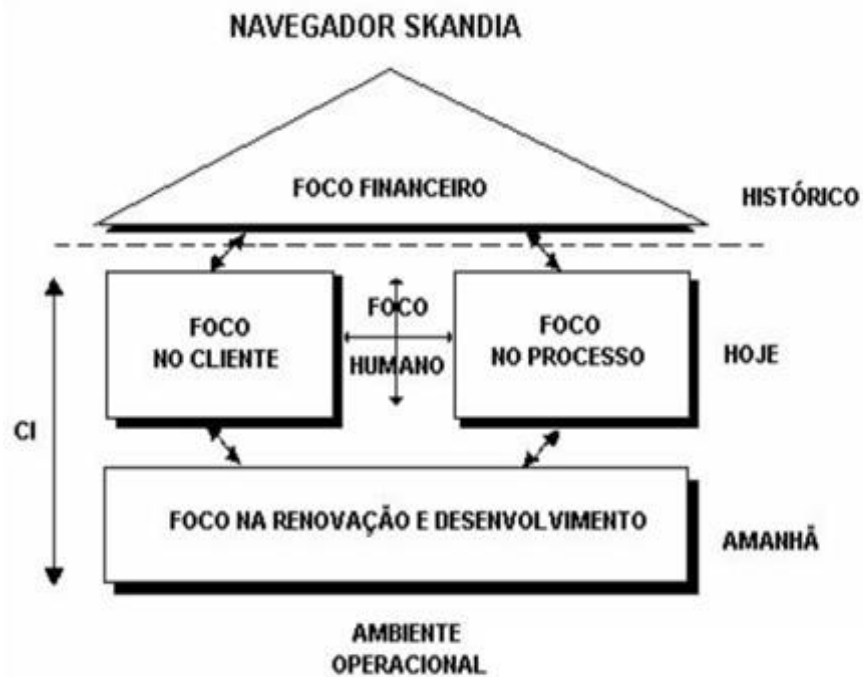 NAVEGADOR SKANDIA
FOCO FINANCEIRO
HISTÓRICO
FOCO
NO CLIENTE
FOCO
HUMANO
FOCO
NO PROCESSO
HOJE
CI
FOCO NA RENOVAÇÃO E DESENVOLVIMENTO
AMANHÃ
AMBIENTE
OPERACIONAL